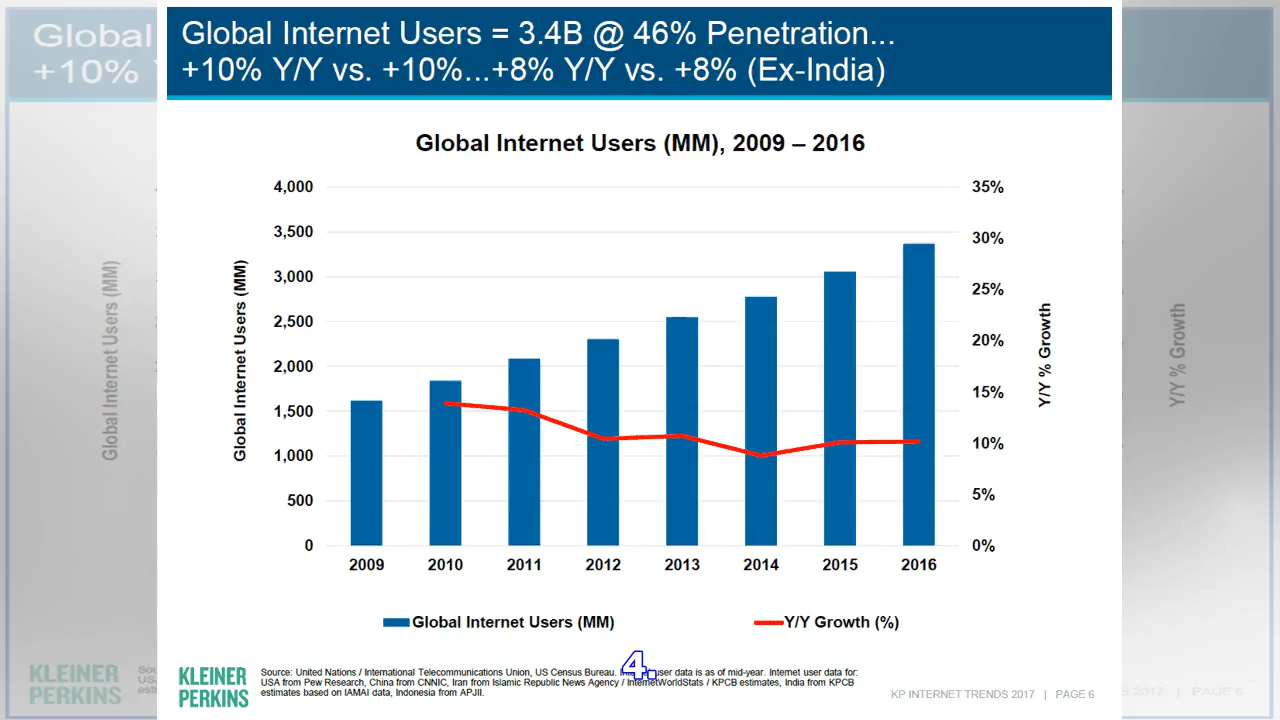 Global Internet Users = 3.4B @ 46% Penetration...
+10% Y/Y vs. +10%...+8% Y/Y vs. +8% (Ex-India)
Global
+10%
Global Internet Users (MM), 2009 – 2016
4,000
3,500
3,000
2,500
2,000
1,500
1,000
500
0
35%
30%
25%
20%
15%
10%
5%
0%
Global Internet Users (MM)
Y/Y % Growth
Global Internet Users (MM)
Y/Y % Growth
2009 2010 2011 2012 2013 2014 2015 2016
Global Internet Users (MM) Y/Y Growth (%)
4.
KLEINER
PERKINS
Source: United Nations / International Telecommunications Union, US Census Bureau. user data is as of mid-year. Internet user data for:
USA from Pew Research, China from CNNIC, Iran from Islamic Republic News Agency / InternetWorldStats / KPCB estimates, India from KPCB
estimates based on IAMAI data, Indonesia from APJII.
KP INTERNET TRENDS 2017 | PAGE 6
KLEINER
PERKINS
2017 | PAGE 6